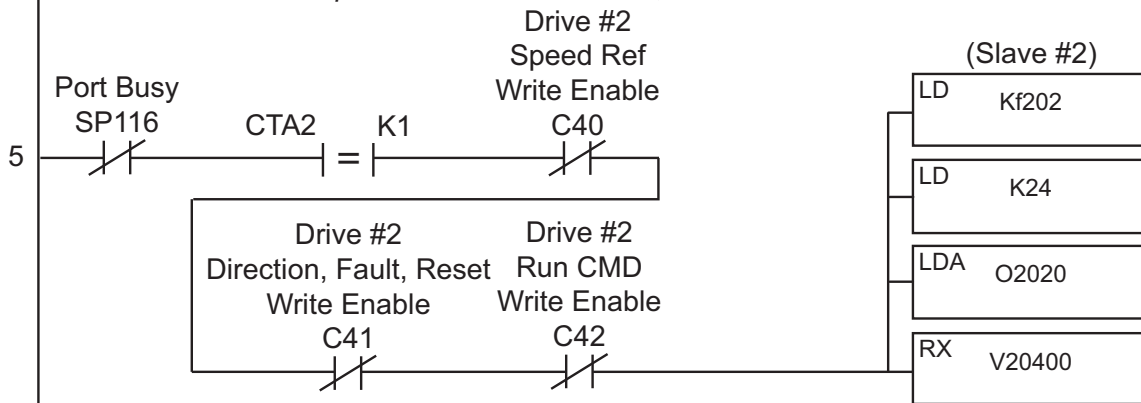 Drive #2
Speed Ref
Write Enable
(Slave #2)
Port Busy
SP116
CTA2
K1
C40
=
5
LD
Kf202
LD
K24
Drive #2
Direction, Fault, Reset
Write Enable
C41
Drive #2
Run CMD
Write Enable
C42
LDA
O2020
RX
V20400